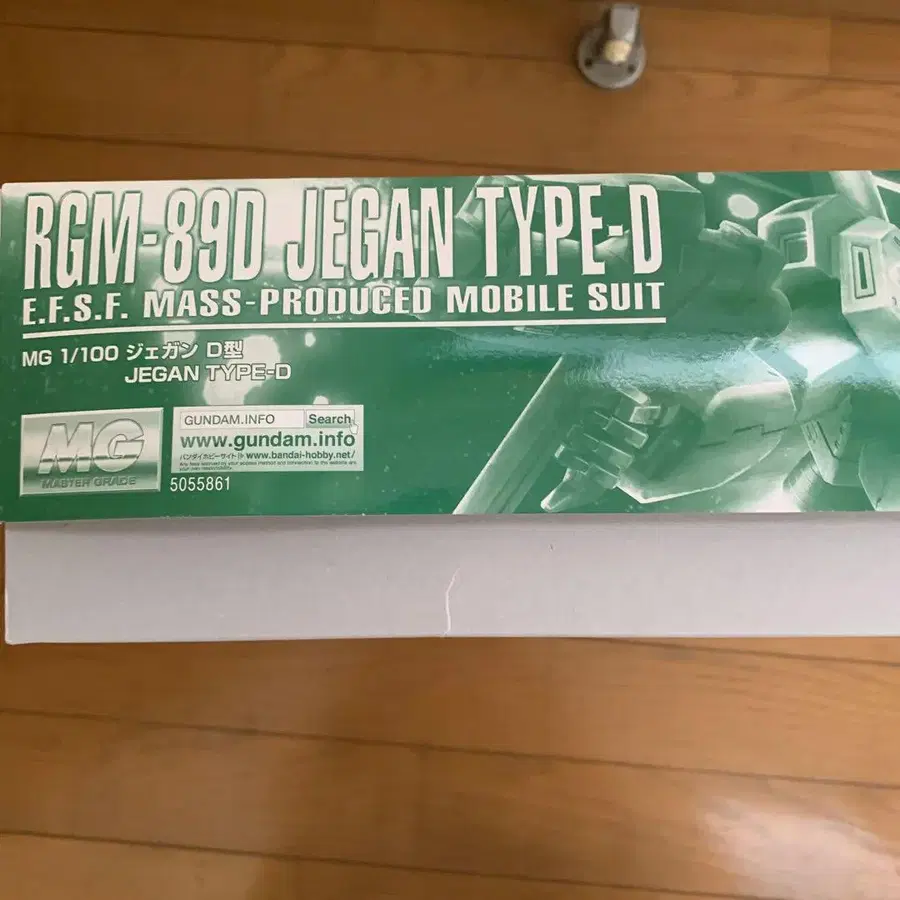 RGM-89D JEGAN TYPE-D
E.F.S.F. MASS-PRODUCED MOBILE SUIT
MG 1/100 ジェガン D型
JEGAN TYPE-D
MG
MASTER GRADE
GUNDAM.INFO Search
www.gundam.info
バンダイホビーサイト www.bandai-hobby.net/
5055861